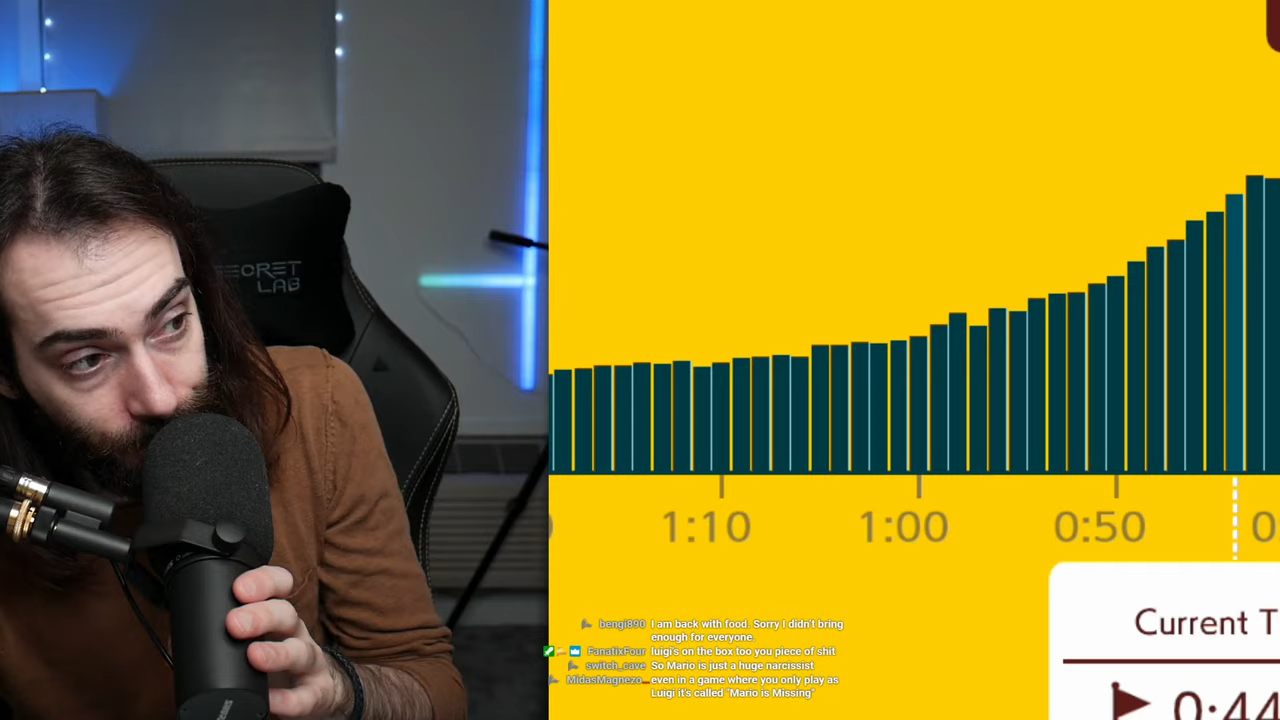 SECRET
LAB
1:10
1:00
0:50
Current T
0:44
bengi890 I am back with food. Sorry I didn't bring
enough for everyone.
FanatixFour luigi's on the box too you piece of shit
switch_cave So Mario is just a huge narcissist
MidasMagnezo_ even in a game where you only play as
Luigi it's called "Mario is Missing"